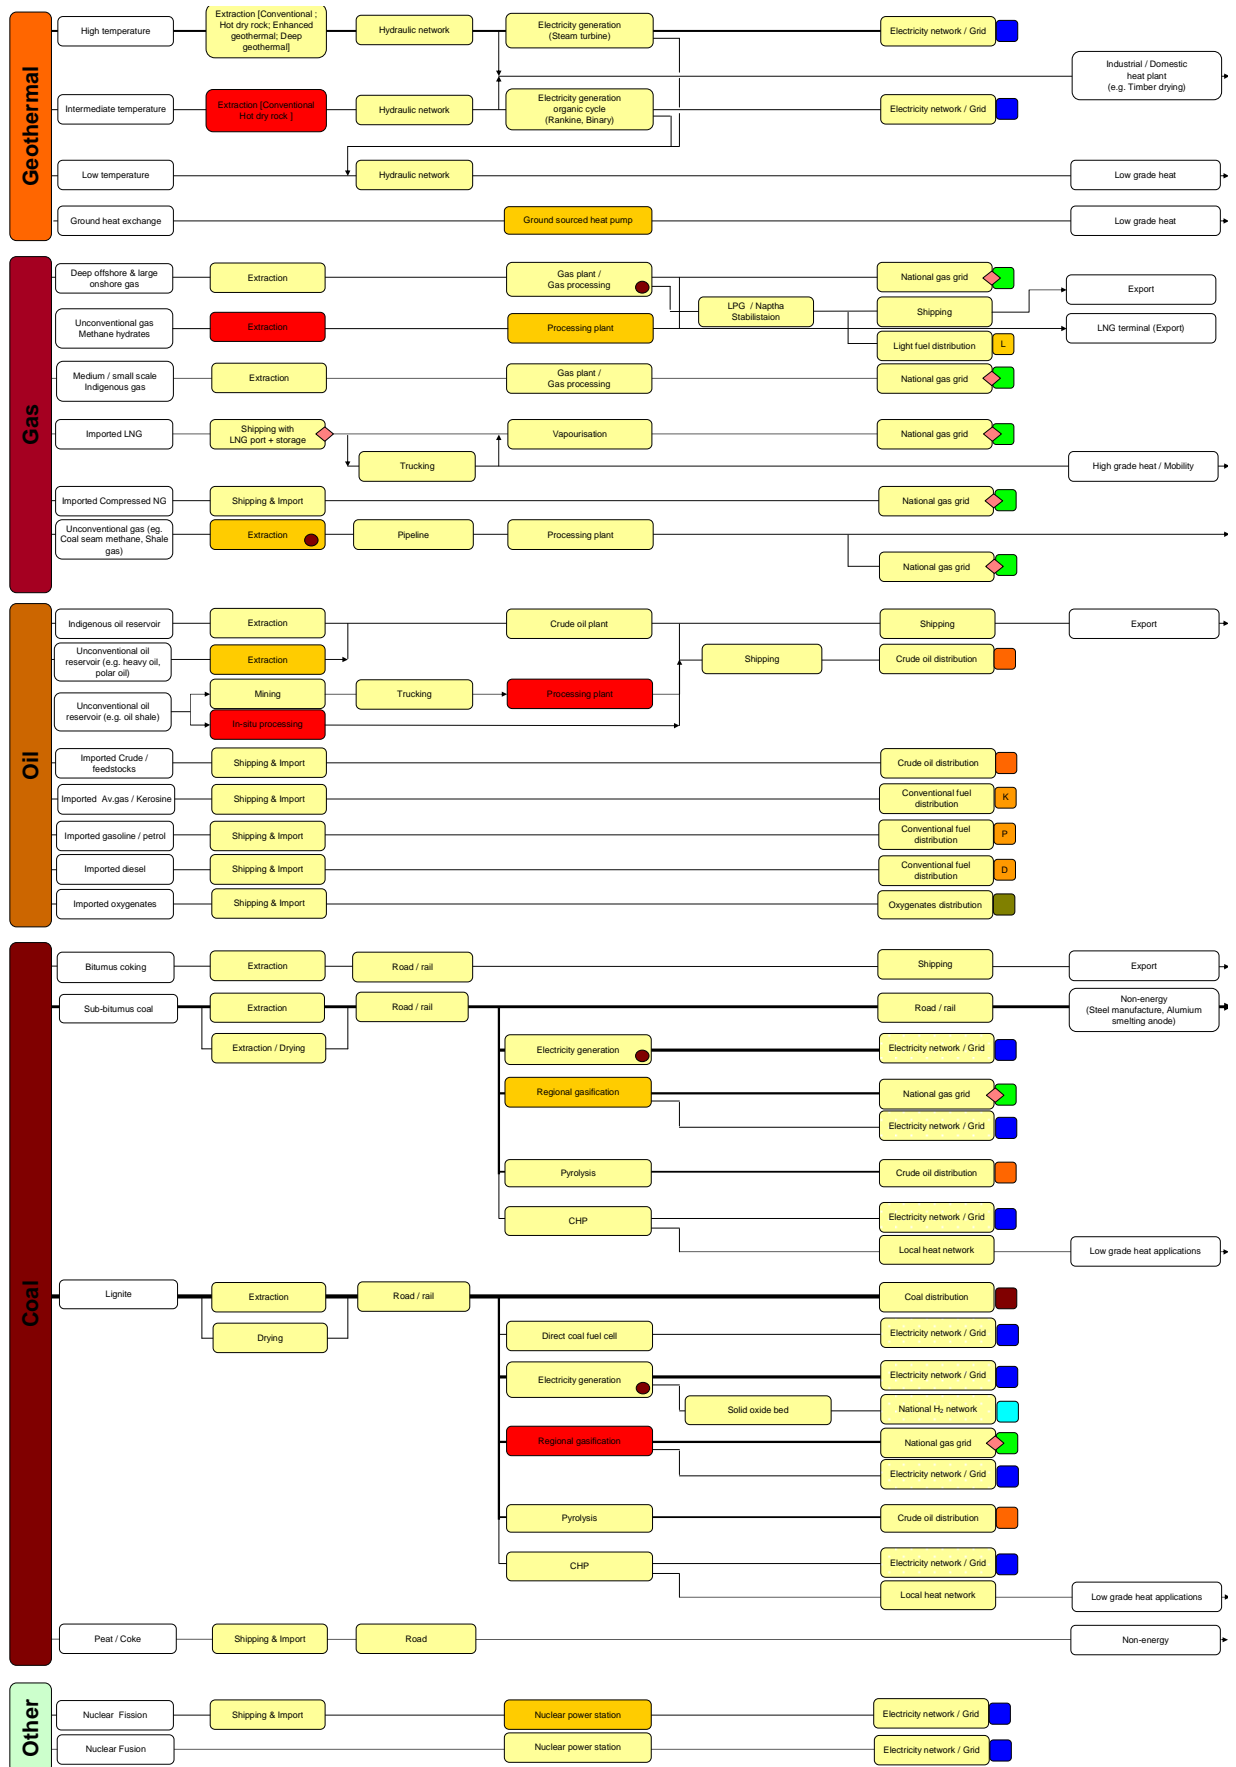 Geothermal
High temperature
Extraction [Conventional ;
Hot dry rock; Enhanced
geothermal; Deep
geothermal]
Hydraulic network
Electricity generation
(Steam turbine)
Electricity network / Grid
Industrial / Domestic
heat plant
(e.g. Timber drying)
Intermediate temperature
Extraction [Conventional
Hot dry rock ]
Hydraulic network
Electricity generation
organic cycle
(Rankine, Binary)
Electricity network / Grid
Low temperature
Hydraulic network
Low grade heat
Ground heat exchange
Ground sourced heat pump
Low grade heat
Gas
Deep offshore & large
onshore gas
Extraction
Gas plant /
Gas processing
National gas grid
LPG / Naptha
Stabilistaion
Shipping
Export
Unconventional gas
Methane hydrates
Extraction
Processing plant
LNG terminal (Export)
Light fuel distribution
L
Medium / small scale
Indigenous gas
Extraction
Gas plant /
Gas processing
National gas grid
Imported LNG
Shipping with
LNG port + storage
Vapourisation
National gas grid
Trucking
High grade heat / Mobility
Imported Compressed NG
Shipping & Import
National gas grid
Unconventional gas (eg.
Coal seam methane, Shale
gas)
Extraction
Pipeline
Processing plant
National gas grid
Oil
Indigenous oil reservoir
Extraction
Crude oil plant
Shipping
Export
Unconventional oil
reservoir (e.g. heavy oil,
polar oil)
Extraction
Shipping
Crude oil distribution
Unconventional oil
reservoir (e.g. oil shale)
Mining
Trucking
Processing plant
In-situ processing
Imported Crude /
feedstocks
Shipping & Import
Crude oil distribution
Imported Av.gas / Kerosine
Shipping & Import
Conventional fuel
distribution
K
Imported gasoline / petrol
Shipping & Import
Conventional fuel
distribution
P
Imported diesel
Shipping & Import
Conventional fuel
distribution
D
Imported oxygenates
Shipping & Import
Oxygenates distribution
Coal
Bitumus coking
Extraction
Road / rail
Shipping
Export
Sub-bitumus coal
Extraction
Road / rail
Road / rail
Non-energy
(Steel manufacture, Alumium
smelting anode)
Extraction / Drying
Electricity generation
Electricity network / Grid
Regional gasification
National gas grid
Electricity network / Grid
Pyrolysis
Crude oil distribution
CHP
Electricity network / Grid
Local heat network
Low grade heat applications
Lignite
Extraction
Road / rail
Coal distribution
Drying
Direct coal fuel cell
Electricity network / Grid
Electricity generation
Electricity network / Grid
Solid oxide bed
National H₂ network
Regional gasification
National gas grid
Electricity network / Grid
Pyrolysis
Crude oil distribution
CHP
Electricity network / Grid
Local heat network
Low grade heat applications
Peat / Coke
Shipping & Import
Road
Non-energy
Other
Nuclear Fission
Shipping & Import
Nuclear power station
Electricity network / Grid
Nuclear Fusion
Nuclear power station
Electricity network / Grid